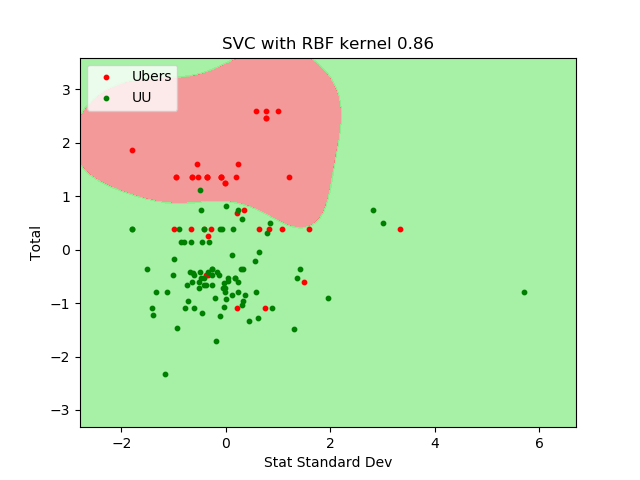 SVC with RBF kernel 0.86
Ubers
UU
3
2
1
0
−1
−2
−3
Total
−2
0
2
4
6
Stat Standard Dev